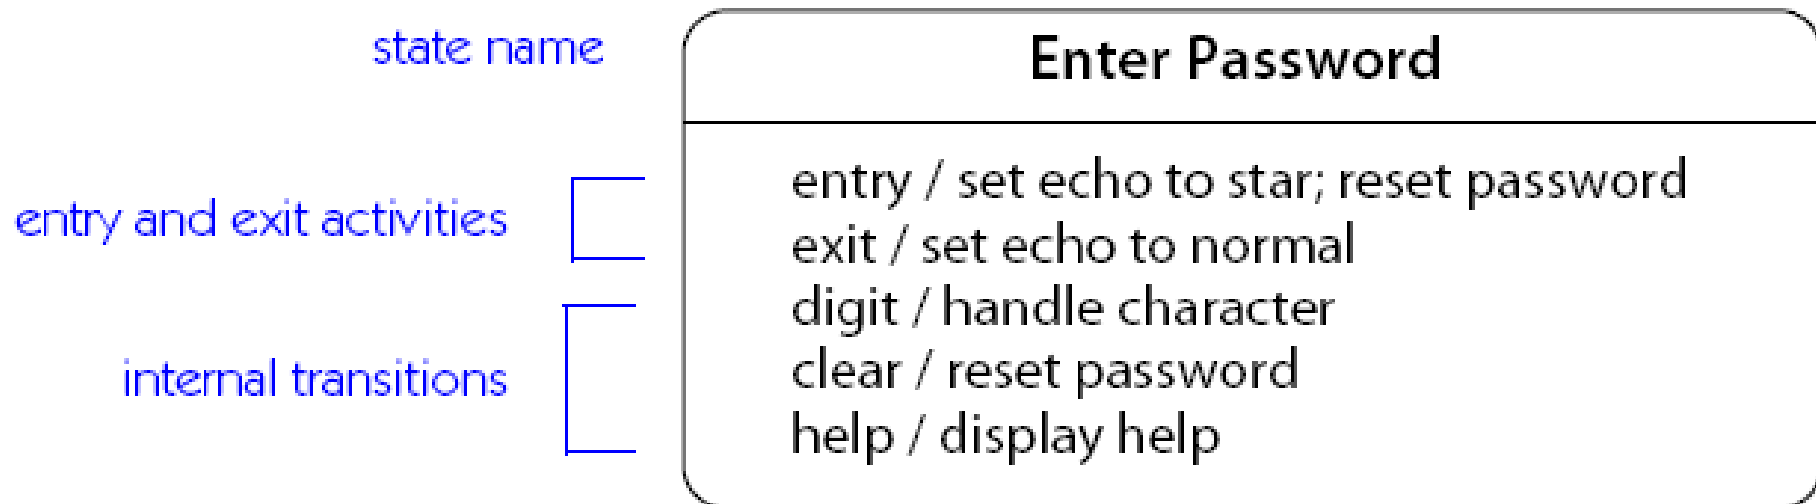 state name
Enter Password
entry and exit activities
entry / set echo to star; reset password
exit / set echo to normal
internal transitions
digit / handle character
clear / reset password
help / display help